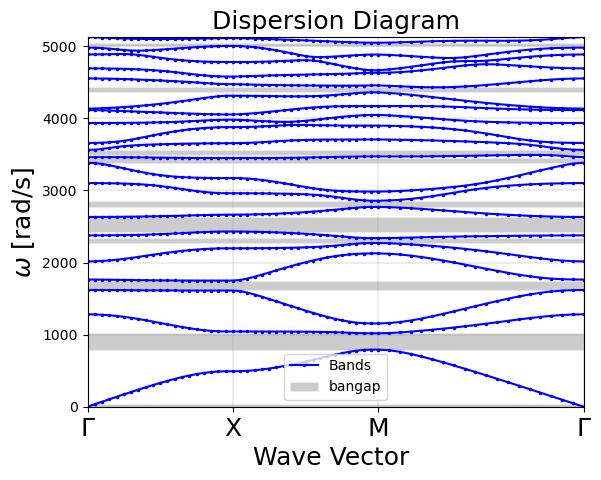 Dispersion Diagram
5000
4000
3000
2000
1000
0
ω [rad/s]
Bands
bangap
Γ X M Γ
Wave Vector